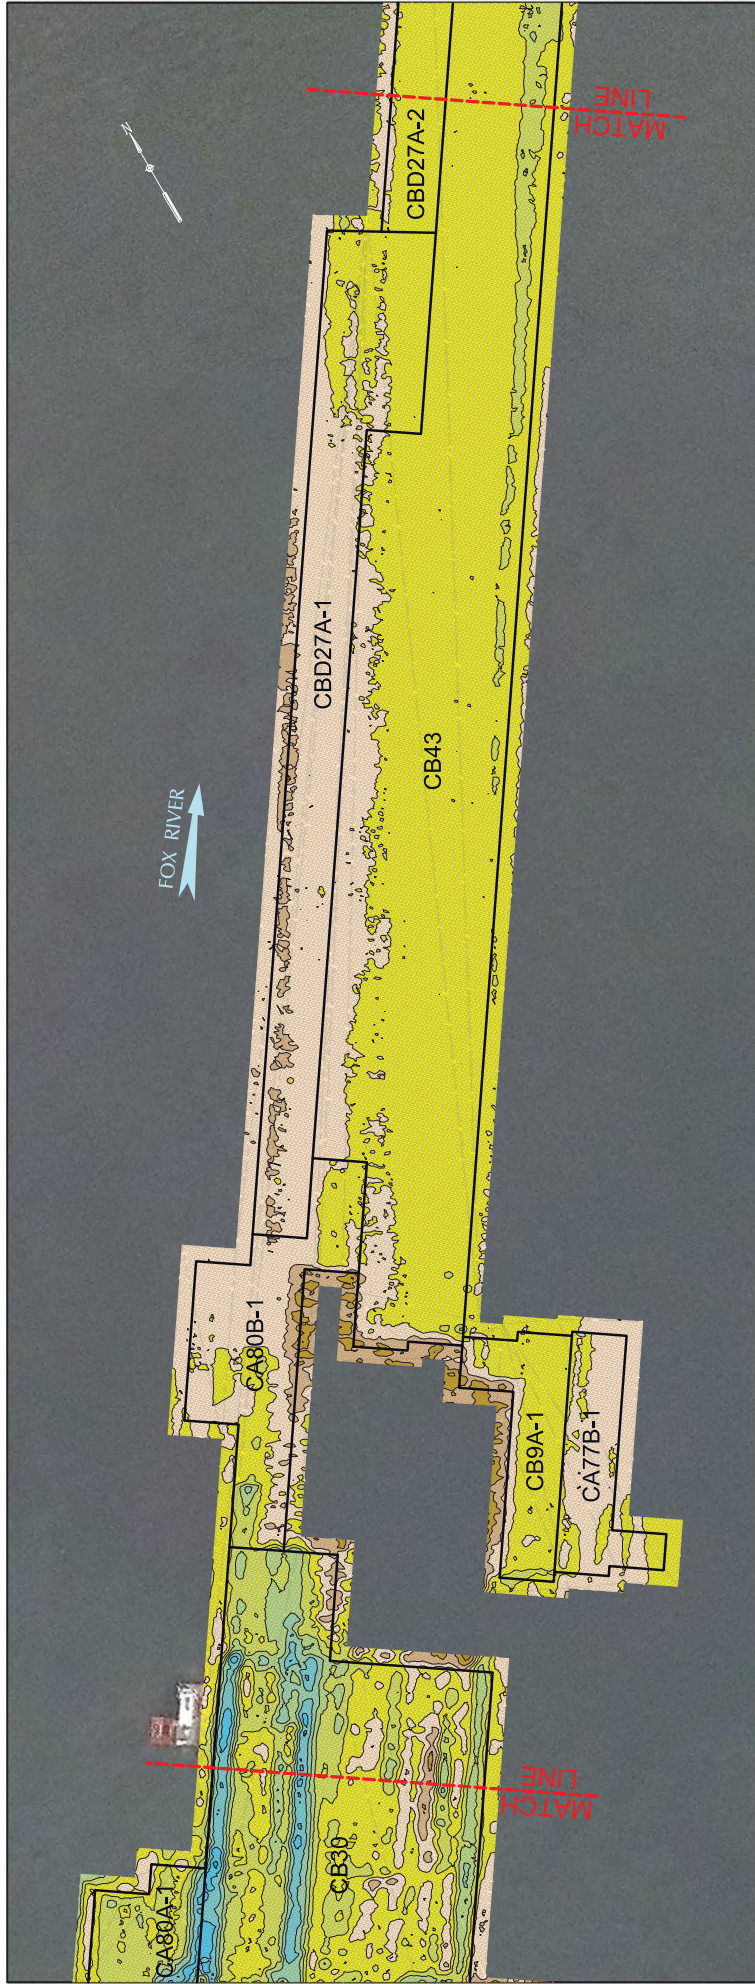 N
MATCH
LINE
CBD27A-2
CBD27A-1
CB43
FOX RIVER
CA80B-1
CB9A-1
CA77B-1
MATCH
LINE
CB30
CA80A-1